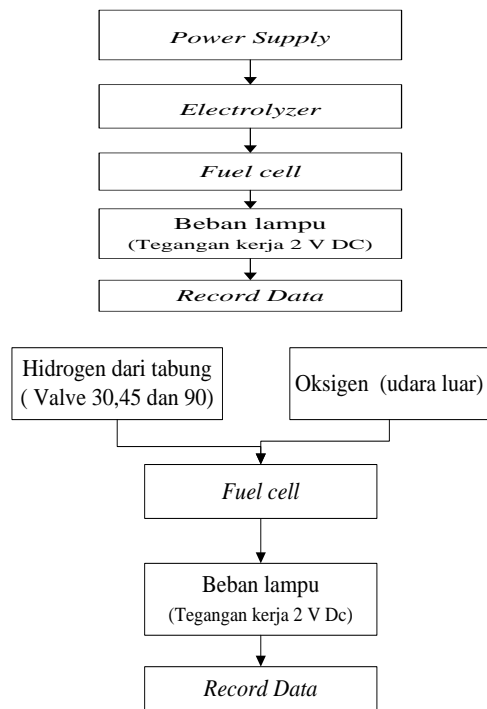 Power Supply
Electrolyzer
Fuel cell
Beban lampu
(Tegangan kerja 2 V DC)
Record Data
Hidrogen dari tabung
( Valve 30,45 dan 90)
Oksigen (udara luar)
Fuel cell
Beban lampu
(Tegangan kerja 2 V Dc)
Record Data